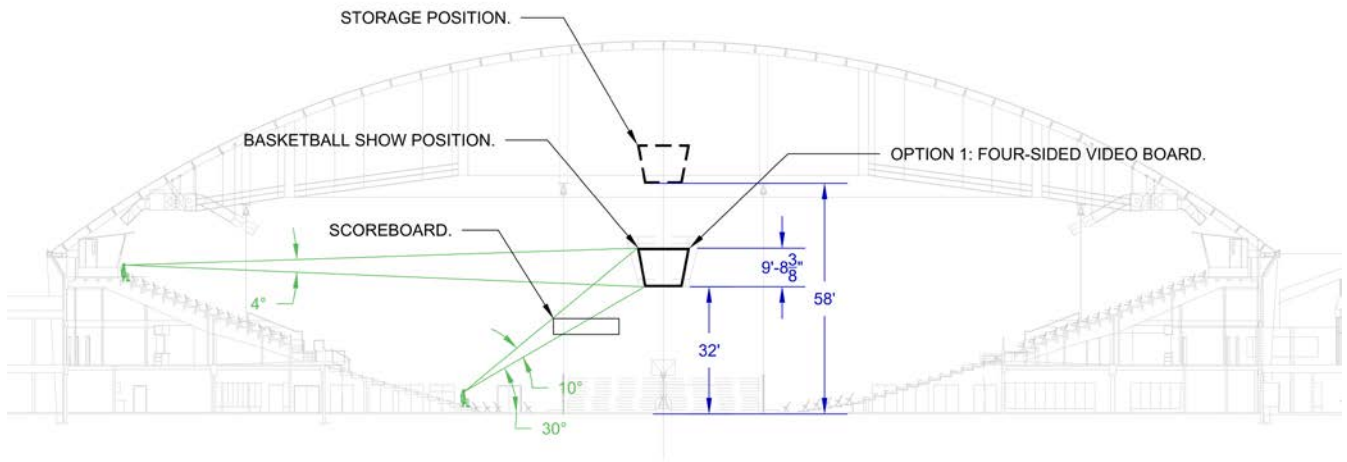 STORAGE POSITION.
BASKETBALL SHOW POSITION.
OPTION 1: FOUR-SIDED VIDEO BOARD.
SCOREBOARD.
9'-8 3/8"
4°
58'
32'
10°
30°